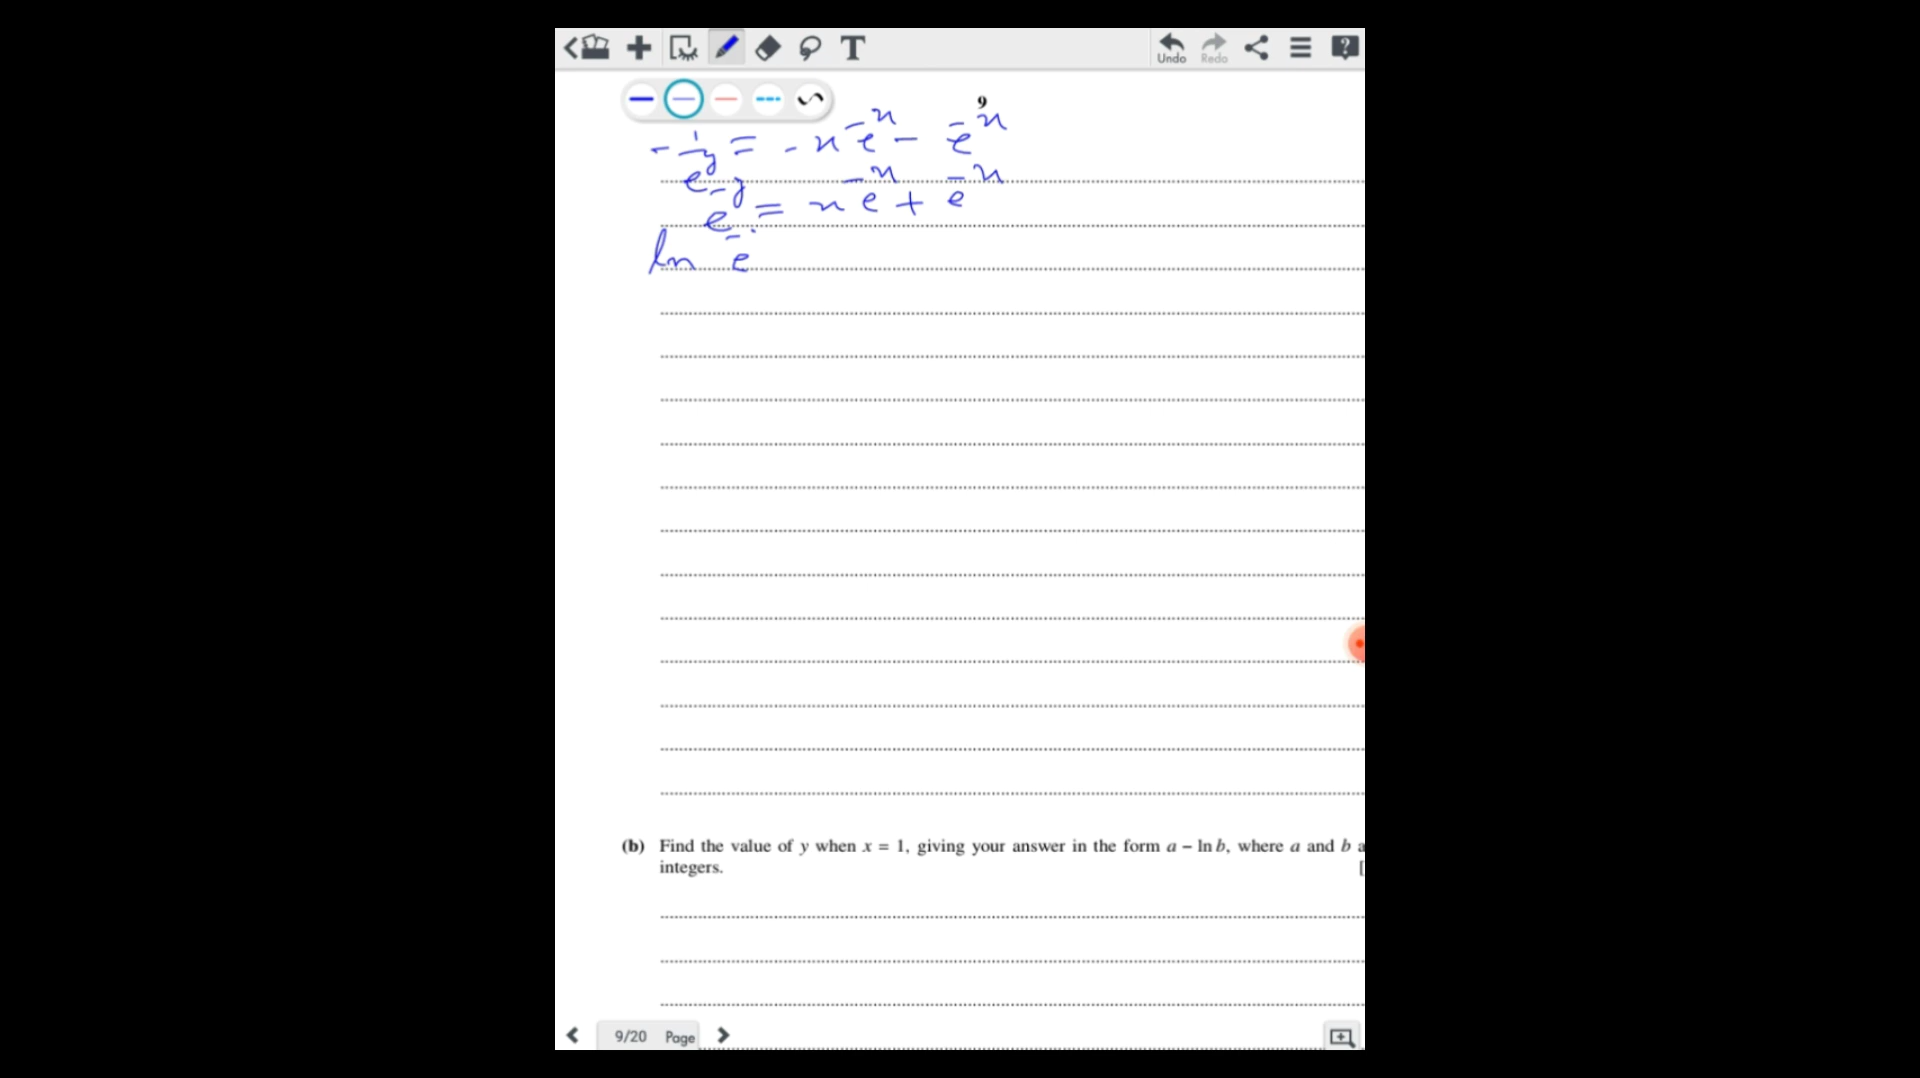 Undo Redo
9
- 1/e^y = -xe^-x - e^-x
e^-y = xe^-x + e^-x
ln e^-
(b) Find the value of y when x = 1, giving your answer in the form a – ln b, where a and b a
integers. [
9/20 Page